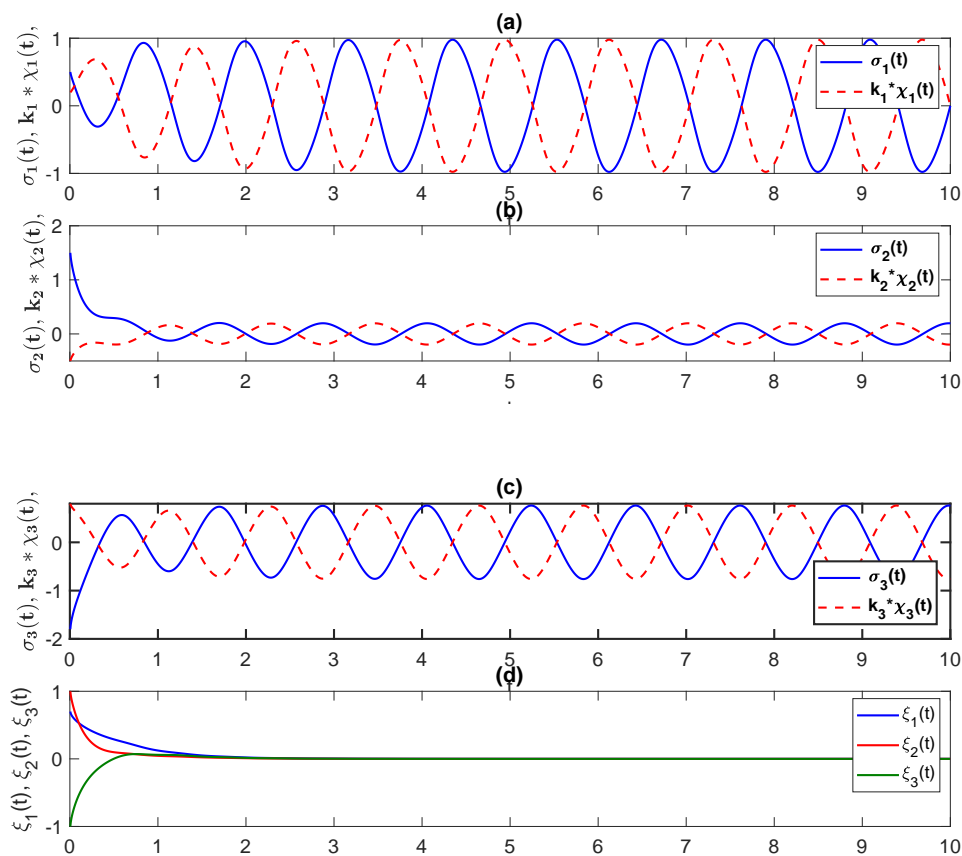 (a)
σ₁(t), k₁ * χ₁(t),
1
0
-1
σ₁(t)
k₁*χ₁(t)
0 1 2 3 4 5 6 7 8 9 10
(b)
σ₂(t), k₂ * χ₂(t),
2
1
0
σ₂(t)
k₂*χ₂(t)
0 1 2 3 4 5 6 7 8 9 10
(c)
σ₃(t), k₃ * χ₃(t),
0
-1
-2
σ₃(t)
k₃*χ₃(t)
0 1 2 3 4 5 6 7 8 9 10
(d)
ξ₁(t), ξ₂(t), ξ₃(t)
1
0
-1
ξ₁(t)
ξ₂(t)
ξ₃(t)
0 1 2 3 4 5 6 7 8 9 10